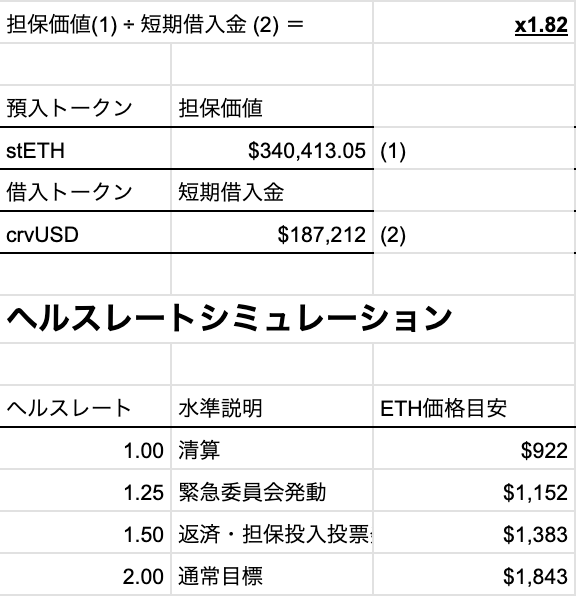 担保価値(1) ÷ 短期借入金 (2) ＝ x1.82
預入トークン 担保価値
stETH $340,413.05 (1)
借入トークン 短期借入金
crvUSD $187,212 (2)
ヘルスレートシミュレーション
ヘルスレート 水準説明 ETH価格目安
1.00 清算 $922
1.25 緊急委員会発動 $1,152
1.50 返済・担保投入投票 $1,383
2.00 通常目標 $1,843